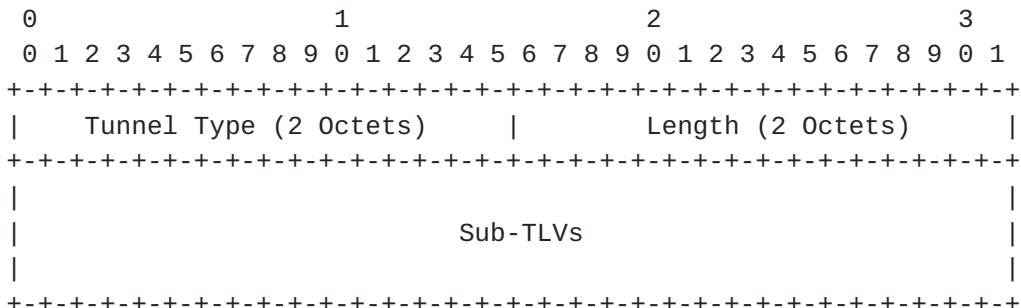 0                   1                   2                   3
0 1 2 3 4 5 6 7 8 9 0 1 2 3 4 5 6 7 8 9 0 1 2 3 4 5 6 7 8 9 0 1
+-+-+-+-+-+-+-+-+-+-+-+-+-+-+-+-+-+-+-+-+-+-+-+-+-+-+-+-+-+-+-+-+
|    Tunnel Type (2 Octets)     |        Length (2 Octets)      |
+-+-+-+-+-+-+-+-+-+-+-+-+-+-+-+-+-+-+-+-+-+-+-+-+-+-+-+-+-+-+-+-+
|                                                               |
|                            Sub-TLVs                           |
|                                                               |
+-+-+-+-+-+-+-+-+-+-+-+-+-+-+-+-+-+-+-+-+-+-+-+-+-+-+-+-+-+-+-+-+